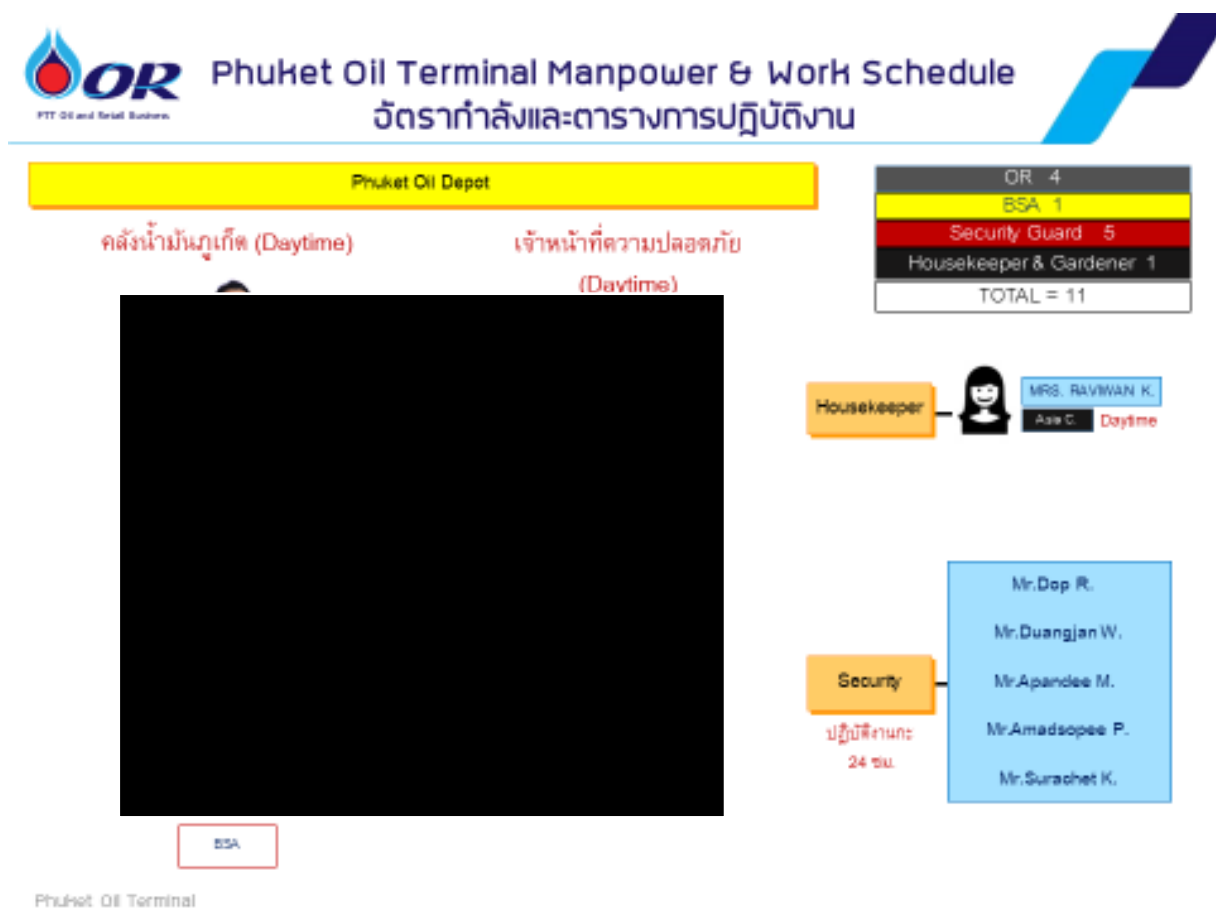 OR
PTT Oil and Retail Business
Phuket Oil Terminal Manpower & Work Schedule
อัตรากำลังและตารางการปฏิบัติงาน
Phuket Oil Depot
OR 4
BSA 1
Security Guard 5
Housekeeper & Gardener 1
TOTAL = 11
คลังน้ำมันภูเก็ต (Daytime)
เจ้าหน้าที่ความปลอดภัย
(Daytime)
Housekeeper
MRS. RAVIWAN K.
Asia C.
Daytime
Security
ปฏิบัติงานกะ
24 ชม.
Mr.Dop R.
Mr.Duangjan W.
Mr.Apandee M.
Mr.Amadsopee P.
Mr.Surachet K.
BSA
Phuket Oil Terminal